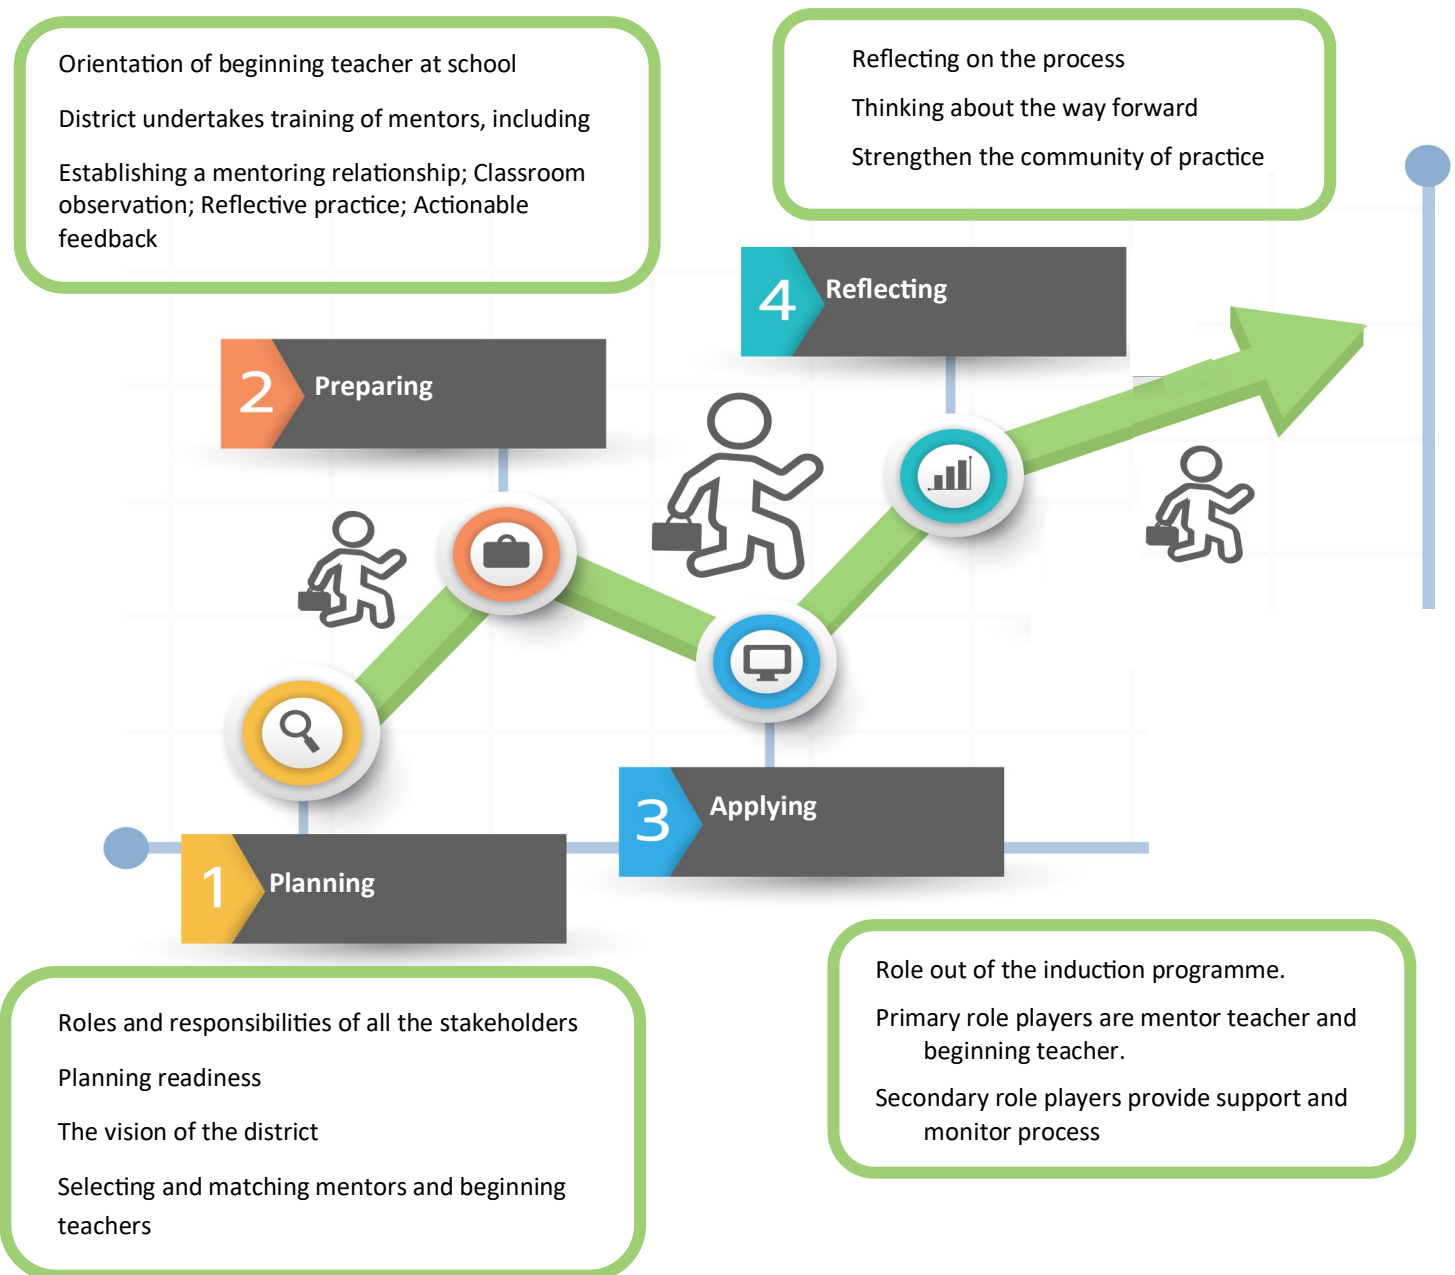 Orientation of beginning teacher at school
District undertakes training of mentors, including
Establishing a mentoring relationship; Classroom
observation; Reflective practice; Actionable
feedback
Reflecting on the process
Thinking about the way forward
Strengthen the community of practice
4
Reflecting
2
Preparing
3
Applying
1
Planning
Roles and responsibilities of all the stakeholders
Planning readiness
The vision of the district
Selecting and matching mentors and beginning
teachers
Role out of the induction programme.
Primary role players are mentor teacher and
beginning teacher.
Secondary role players provide support and
monitor process